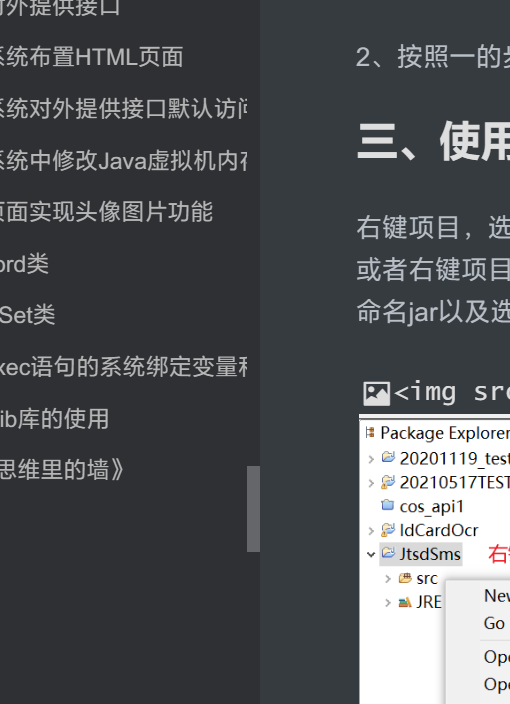 对外提供接口
系统布置HTML页面
系统对外提供接口默认访问
系统中修改Java虚拟机内存
页面实现头像图片功能
ord类
Set类
xec语句的系统绑定变量
ib库的使用
思维里的墙》
2、按照一的步
三、使用
右键项目，选
或者右键项目
命名jar以及选
<img src
Package Explorer
20201119_test
20210517TEST
cos_api1
IdCardOcr
JtsdSms
右键
src
JRE
New
Go
Ope
Ope